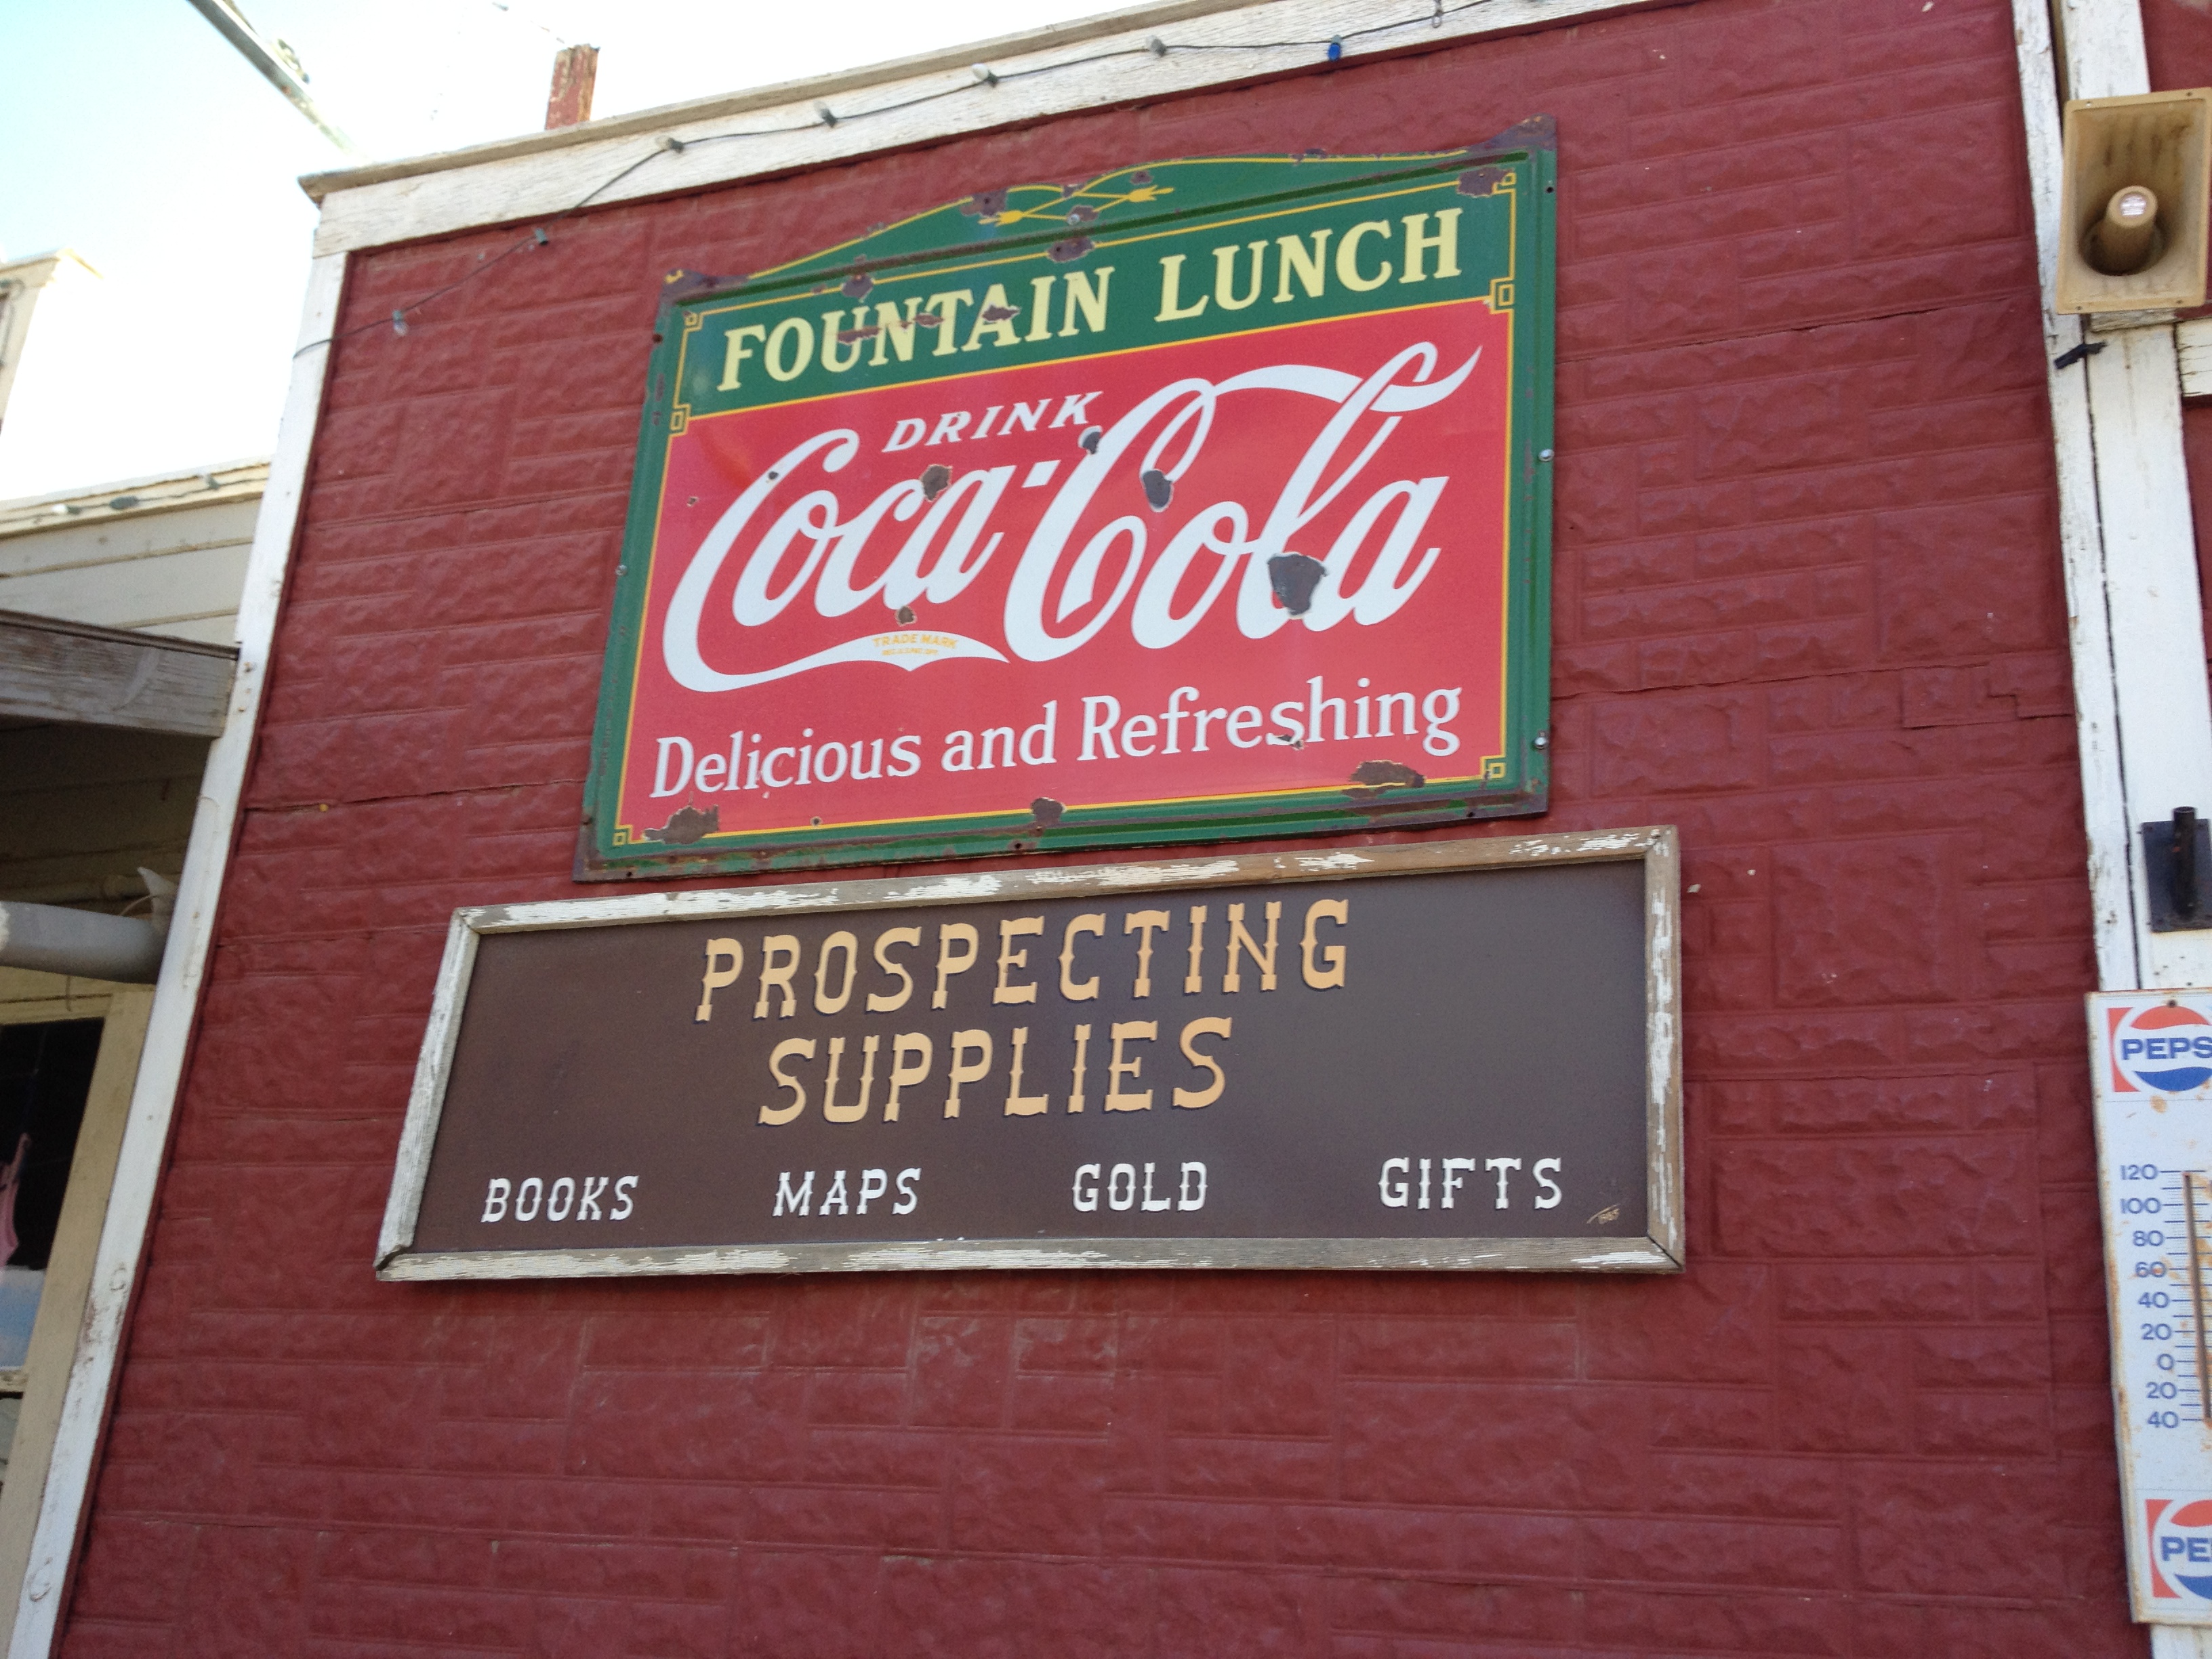 FOUNTAIN LUNCH
DRINK
Coca-Cola
TRADE MARK
Delicious and Refreshing
PROSPECTING
SUPPLIES
BOOKS MAPS GOLD GIFTS
PEPS
120
100
80
60
40
20
0
20
40
PE